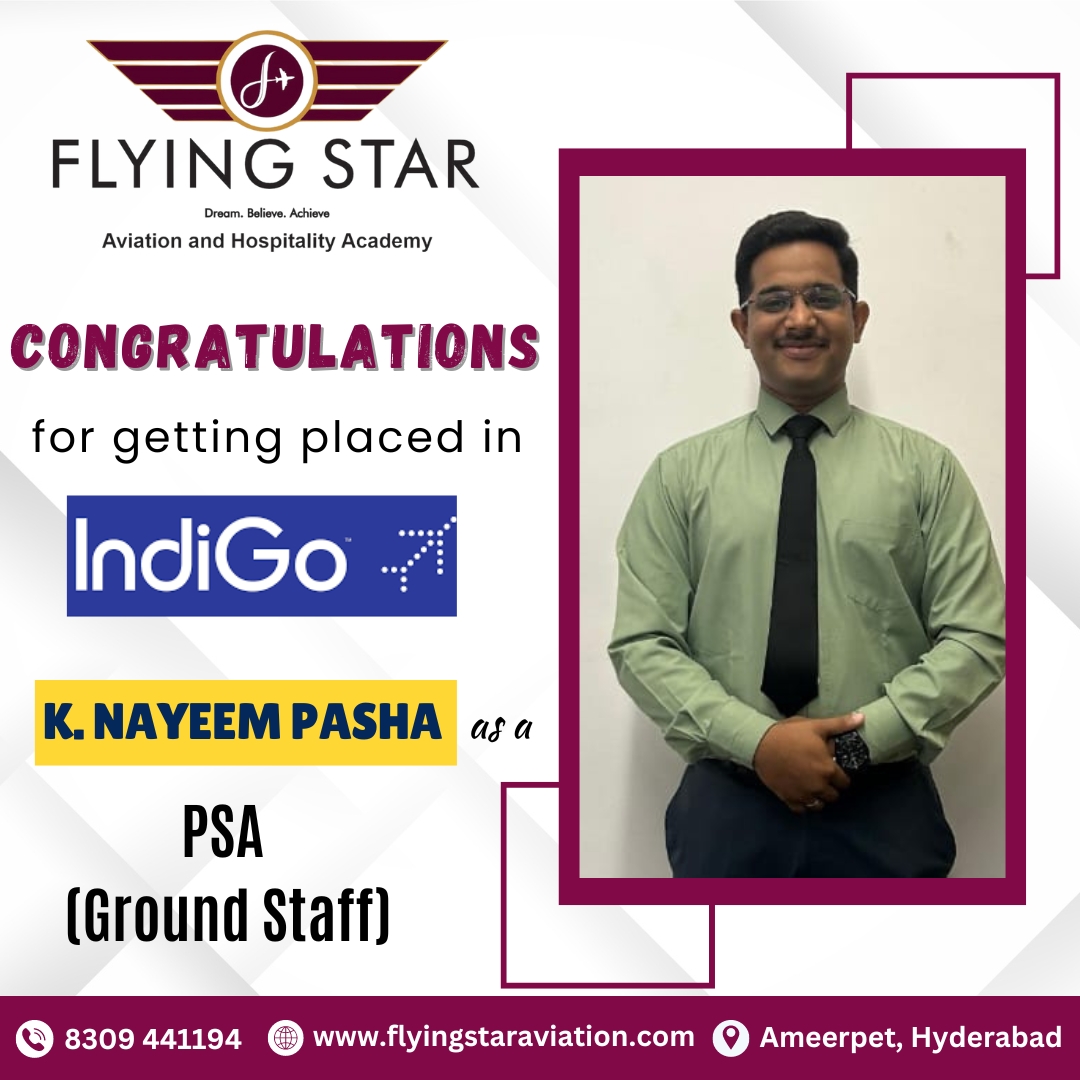 FLYING STAR
Dream. Believe. Achieve
Aviation and Hospitality Academy
CONGRATULATIONS
for getting placed in
IndiGo™
K. NAYEEM PASHA as a
PSA
(Ground Staff)
8309 441194 www.flyingstaraviation.com Ameerpet, Hyderabad